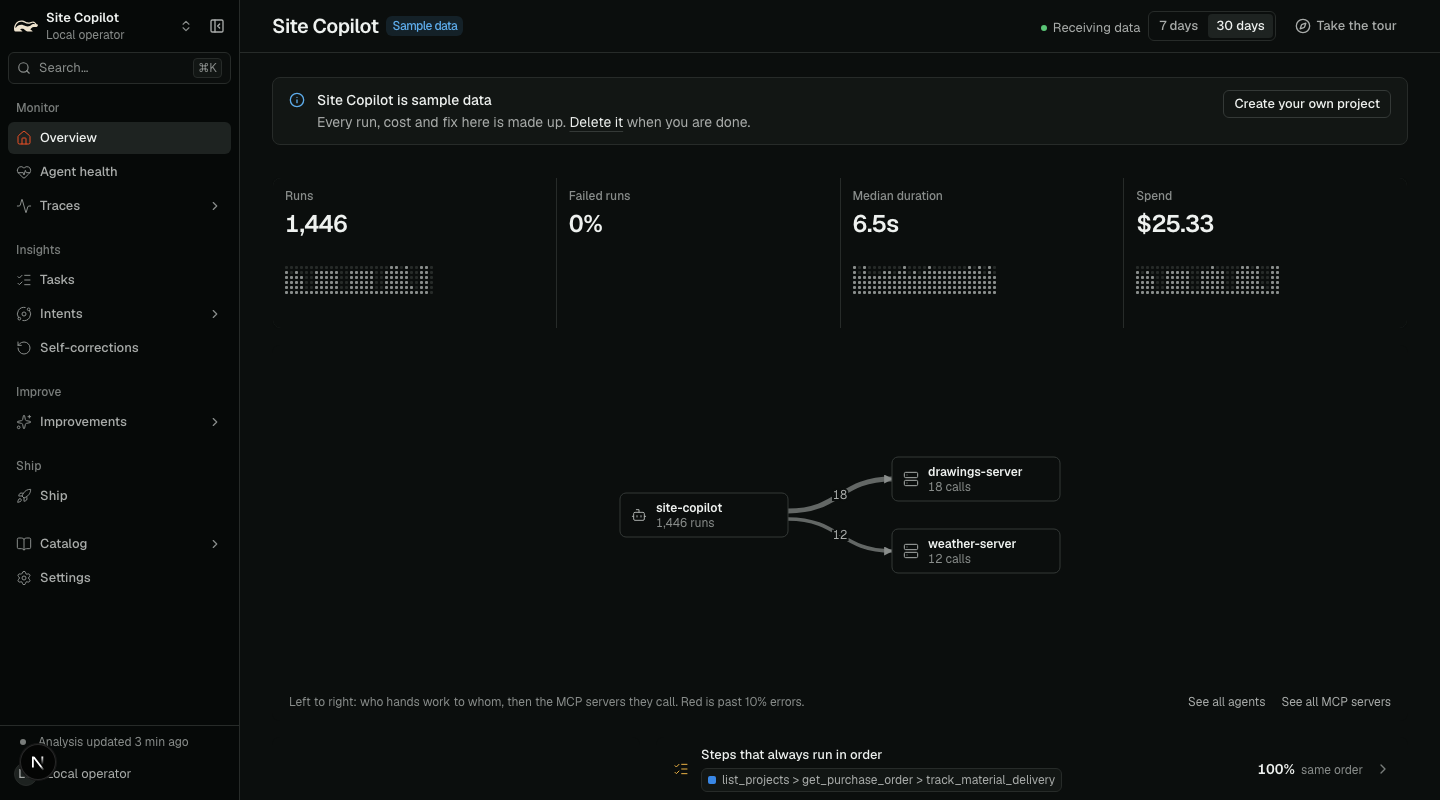 Site Copilot
Local operator
Search...
⌘K
Monitor
Overview
Agent health
Traces
Insights
Tasks
Intents
Self-corrections
Improve
Improvements
Ship
Ship
Catalog
Settings
Analysis updated 3 min ago
N
Local operator
Site Copilot
Sample data
Receiving data
7 days
30 days
Take the tour
Site Copilot is sample data
Every run, cost and fix here is made up. Delete it when you are done.
Create your own project
Runs
1,446
Failed runs
0%
Median duration
6.5s
Spend
$25.33
site-copilot
1,446 runs
18
12
drawings-server
18 calls
weather-server
12 calls
Left to right: who hands work to whom, then the MCP servers they call. Red is past 10% errors.
See all agents
See all MCP servers
Steps that always run in order
list_projects > get_purchase_order > track_material_delivery
100% same order